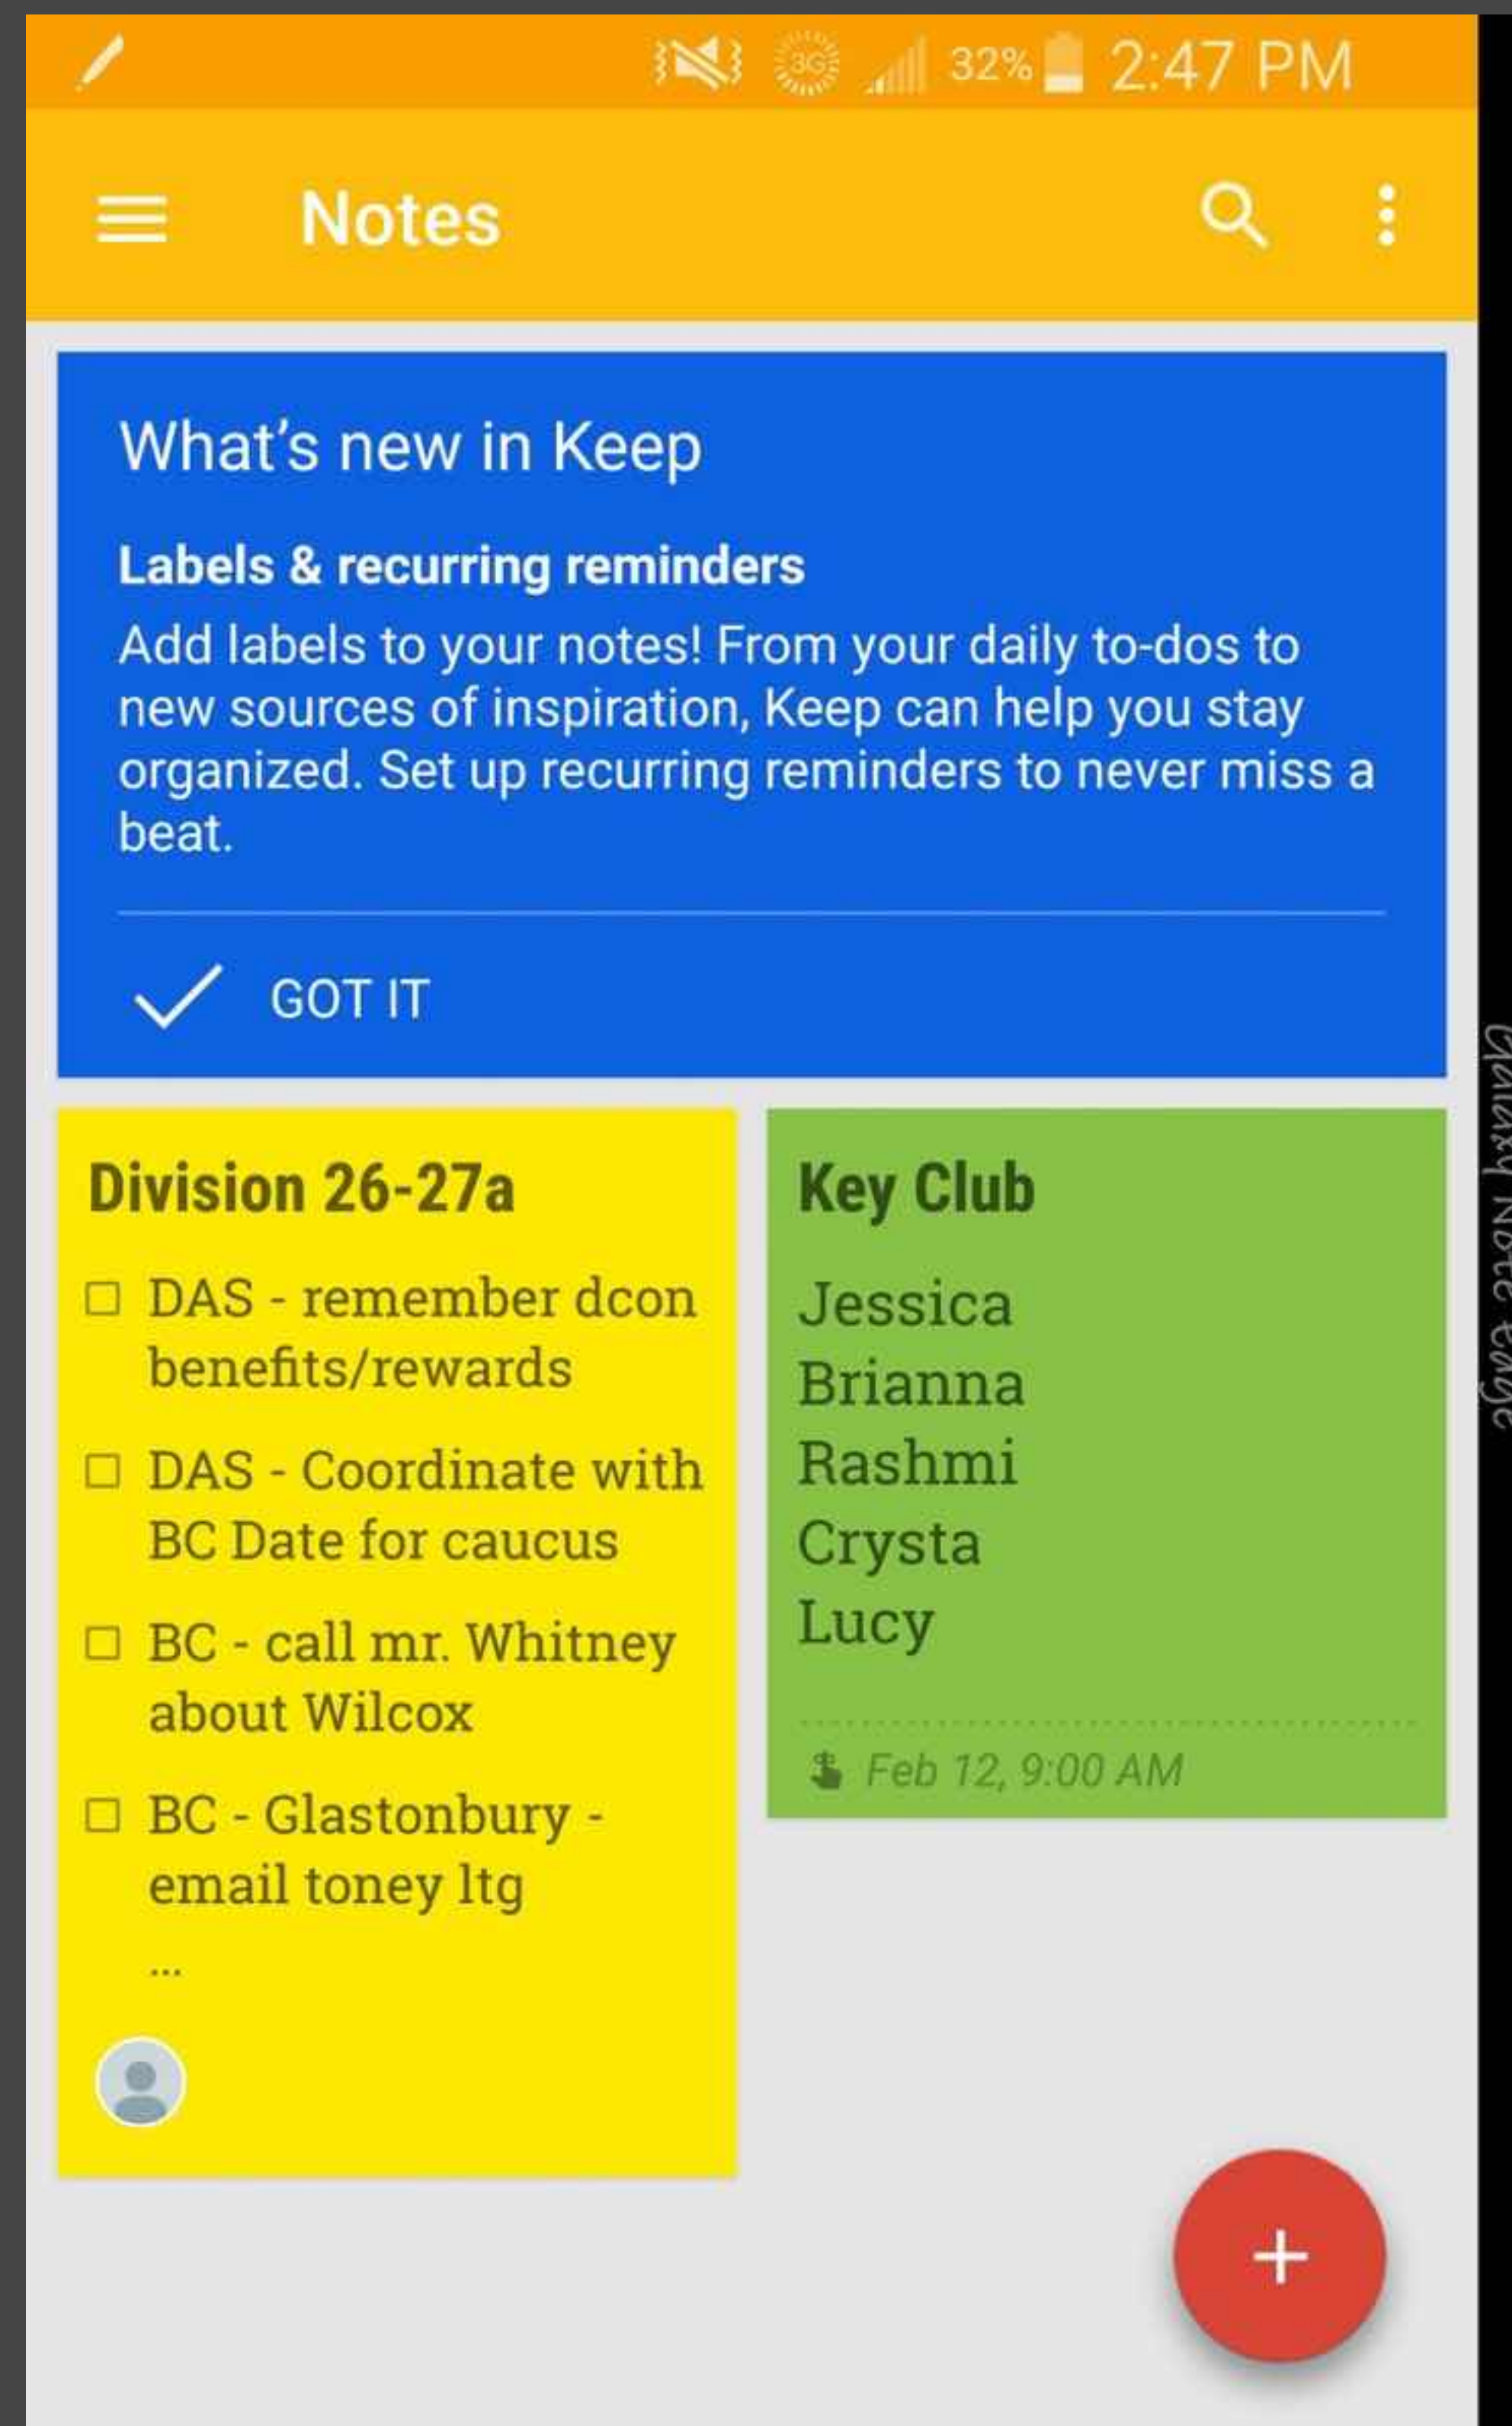 3G 32% 2:47 PM
Notes
What's new in Keep
Labels & recurring reminders
Add labels to your notes! From your daily to-dos to
new sources of inspiration, Keep can help you stay
organized. Set up recurring reminders to never miss a
beat.
GOT IT
Division 26-27a
DAS - remember dcon
benefits/rewards
DAS - Coordinate with
BC Date for caucus
BC - call mr. Whitney
about Wilcox
BC - Glastonbury -
email toney ltg
...
Key Club
Jessica
Brianna
Rashmi
Crysta
Lucy
Feb 12, 9:00 AM
Galaxy Note Edge